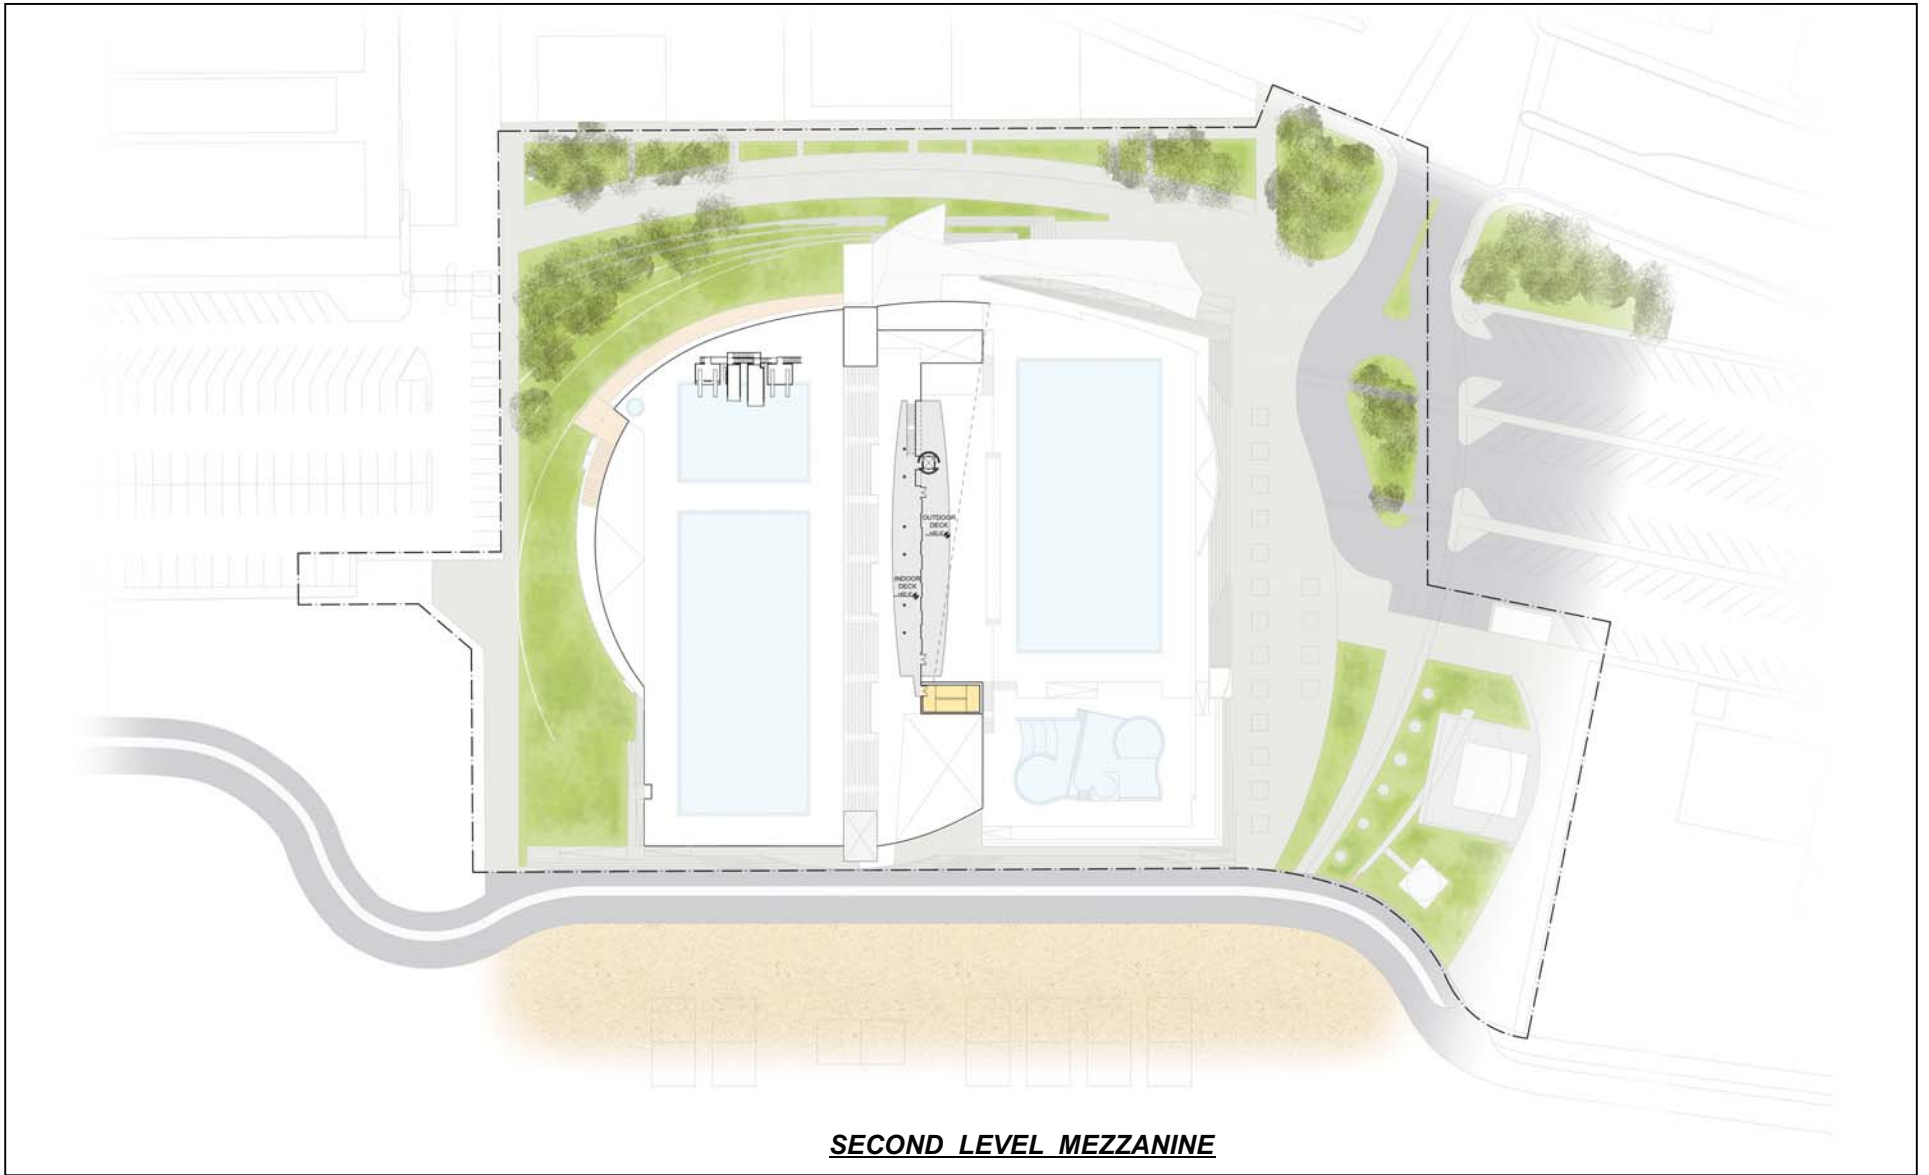 OUTDOOR
DECK
INDOOR
DECK
SECOND LEVEL MEZZANINE